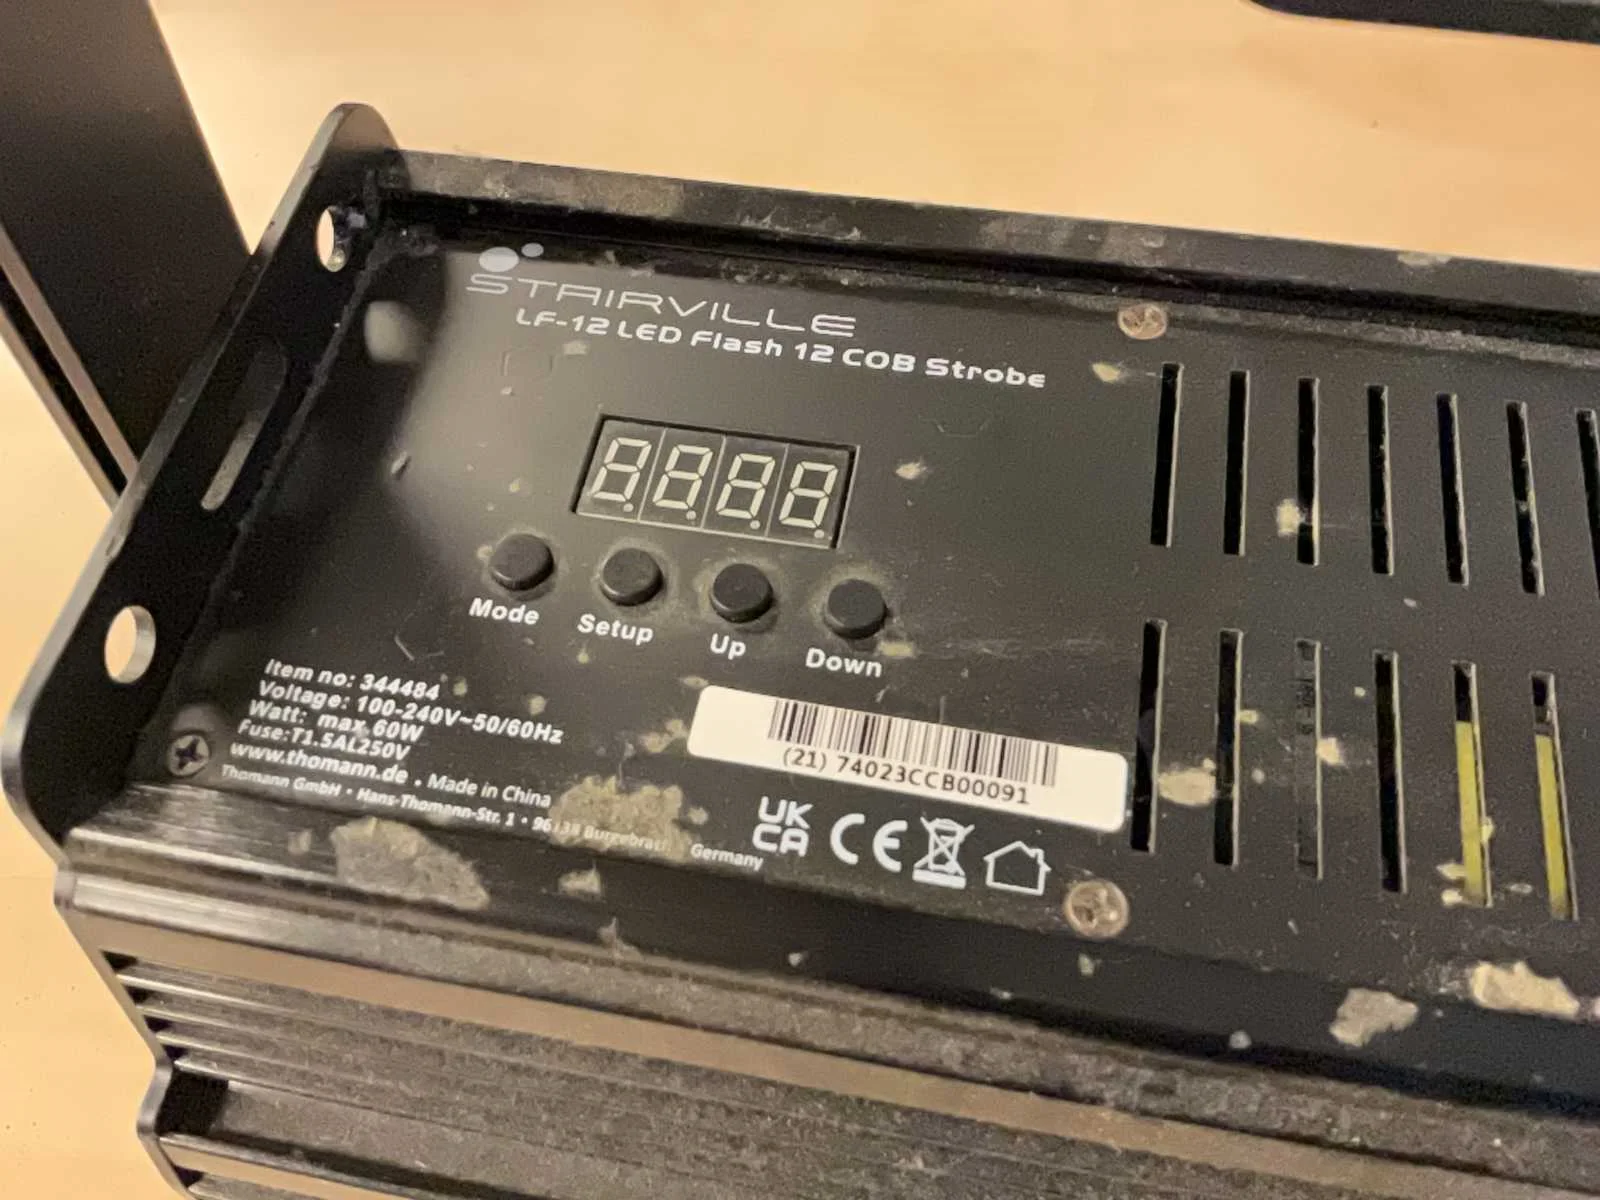 STAIRVILLE
LF-12 LED Flash 12 COB Strobe
Mode Setup Up Down
Item no: 344484
Voltage: 100-240V~50/60Hz
Watt: max 60W
Fuse:T1.5AL250V
www.thomann.de • Made in China
Thomann GmbH • Hans-Thomann-Str. 1 • 96138 Germany
(21) 74023CCB00091
UK
CA
CE